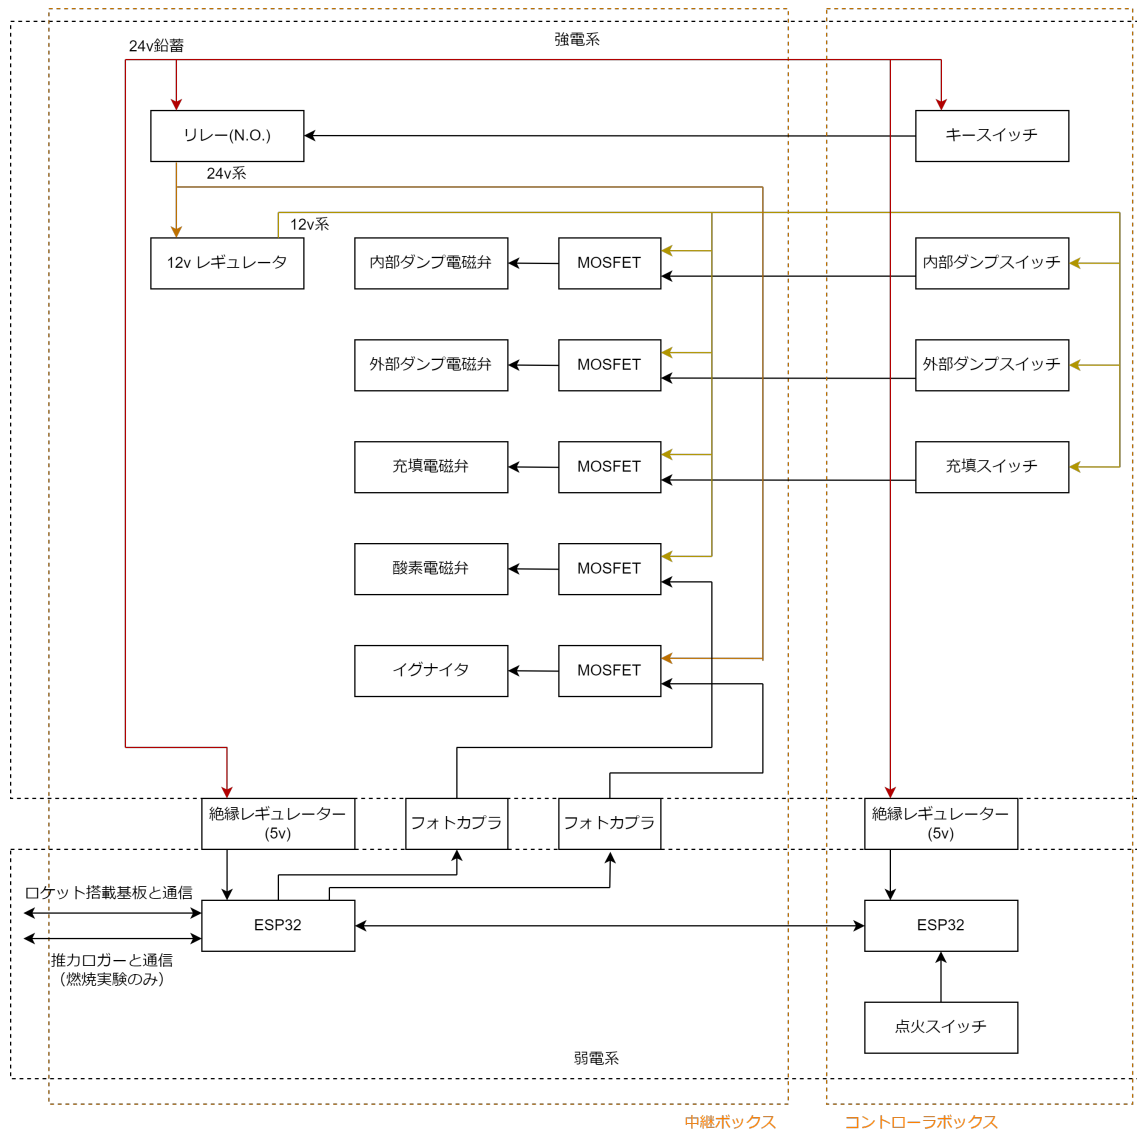 24v鉛蓄
強電系
リレー(N.O.)
キースイッチ
24v系
12v系
12v レギュレータ
内部ダンプ電磁弁
MOSFET
内部ダンプスイッチ
外部ダンプ電磁弁
MOSFET
外部ダンプスイッチ
充填電磁弁
MOSFET
充填スイッチ
酸素電磁弁
MOSFET
イグナイタ
MOSFET
絶縁レギュレーター
(5v)
フォトカプラ
フォトカプラ
絶縁レギュレーター
(5v)
ロケット搭載基板と通信
ESP32
ESP32
推力ロガーと通信
（燃焼実験のみ）
点火スイッチ
弱電系
中継ボックス
コントローラボックス